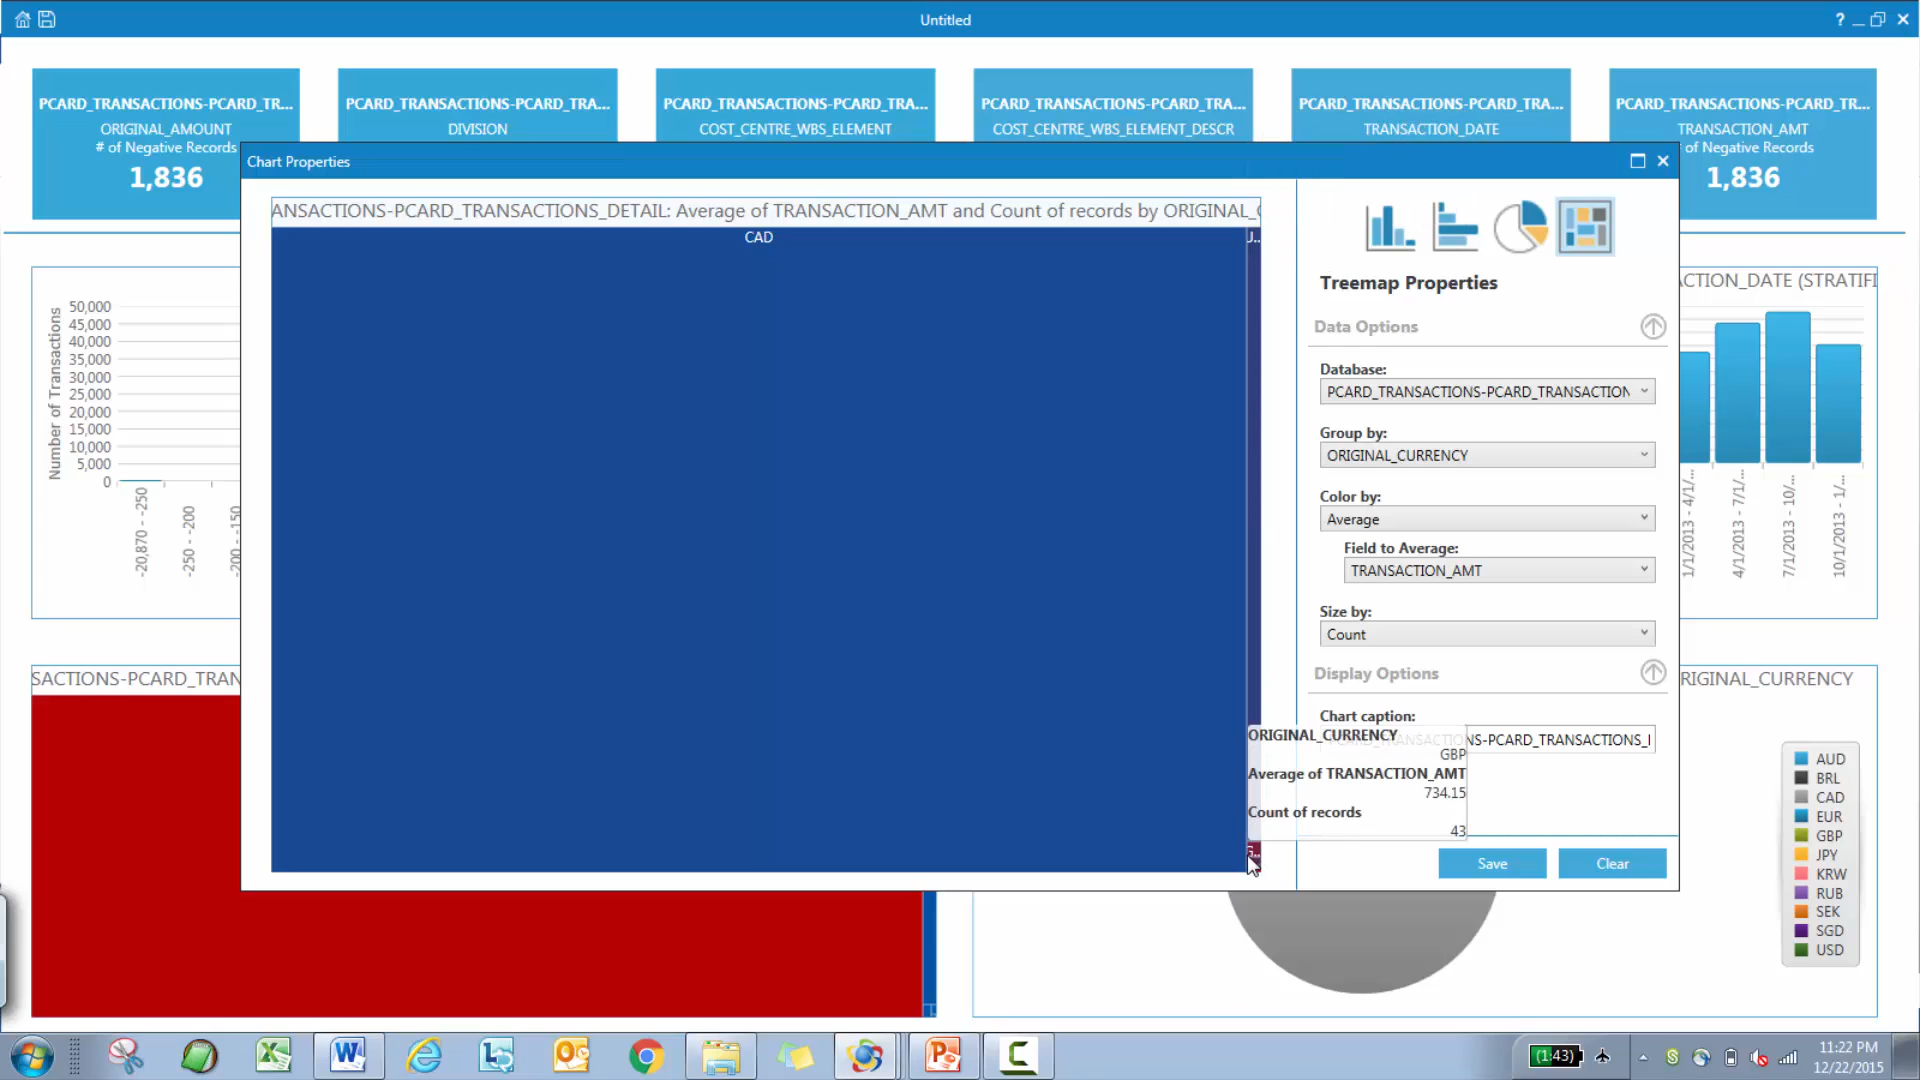 Untitled
?
PCARD_TRANSACTIONS-PCARD_TR...
ORIGINAL_AMOUNT
# of Negative Records
1,836
PCARD_TRANSACTIONS-PCARD_TRA...
DIVISION
PCARD_TRANSACTIONS-PCARD_TRA...
COST_CENTRE_WBS_ELEMENT
PCARD_TRANSACTIONS-PCARD_TRA...
COST_CENTRE_WBS_ELEMENT_DESCR
PCARD_TRANSACTIONS-PCARD_TRA...
TRANSACTION_DATE
PCARD_TRANSACTIONS-PCARD_TR...
TRANSACTION_AMT
of Negative Records
1,836
Chart Properties
ANSACTIONS-PCARD_TRANSACTIONS_DETAIL: Average of TRANSACTION_AMT and Count of records by ORIGINAL_
CAD
J..
G..
Treemap Properties
Data Options
Database:
PCARD_TRANSACTIONS-PCARD_TRANSACTION
Group by:
ORIGINAL_CURRENCY
Color by:
Average
Field to Average:
TRANSACTION_AMT
Size by:
Count
Display Options
Chart caption:
NS-PCARD_TRANSACTIONS_
ORIGINAL_CURRENCY
GBP
Average of TRANSACTION_AMT
734.15
Count of records
43
Save
Clear
Number of Transactions
50,000
45,000
40,000
35,000
30,000
25,000
20,000
15,000
10,000
5,000
0
-20,870 - -250
-250 - -200
-200 - -150
ACTION_DATE (STRATIFI
1/1/2013 - 4/1/...
4/1/2013 - 7/1/...
7/1/2013 - 10/...
10/1/2013 - 1/...
SACTIONS-PCARD_TRAN
RIGINAL_CURRENCY
AUD
BRL
CAD
EUR
GBP
JPY
KRW
RUB
SEK
SGD
USD
(1:43)
11:22 PM
12/22/2015